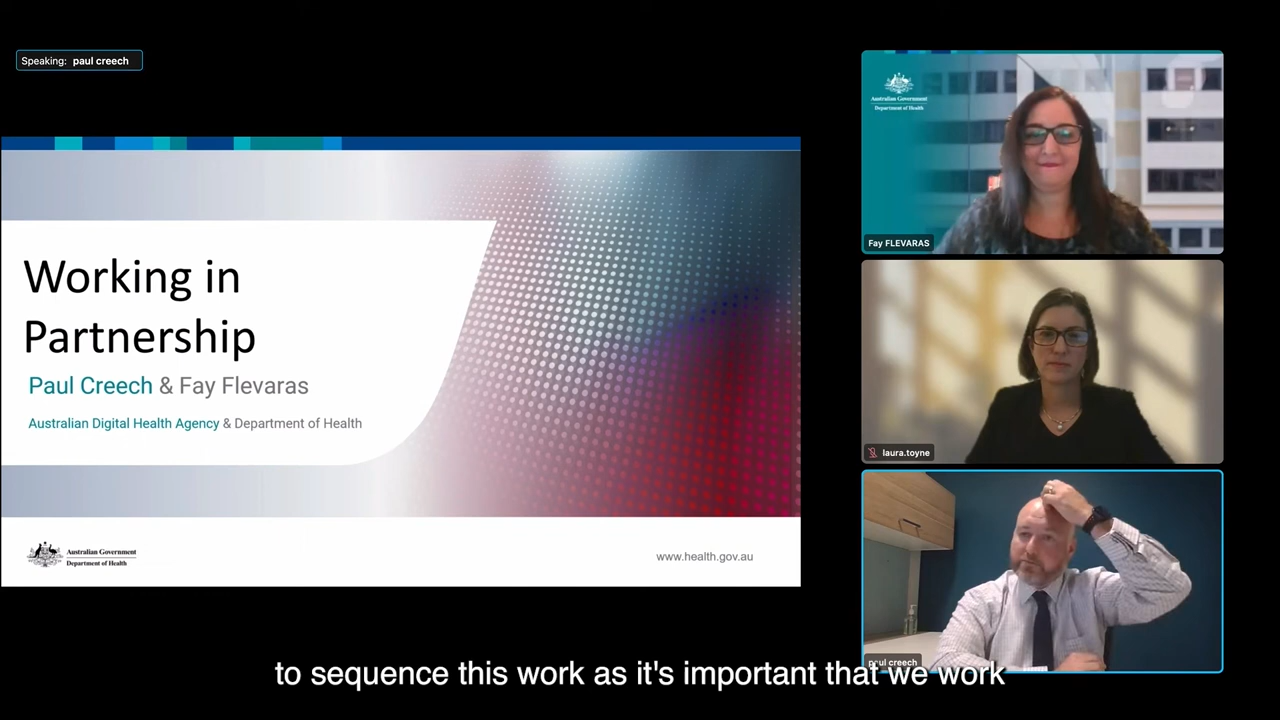 Speaking: paul creech
Working in
Partnership
Paul Creech & Fay Flevaras
Australian Digital Health Agency & Department of Health
Australian Government
Department of Health
www.health.gov.au
Australian Government
Department of Health
Fay FLEVARAS
laura.toyne
paul creech
to sequence this work as it's important that we work